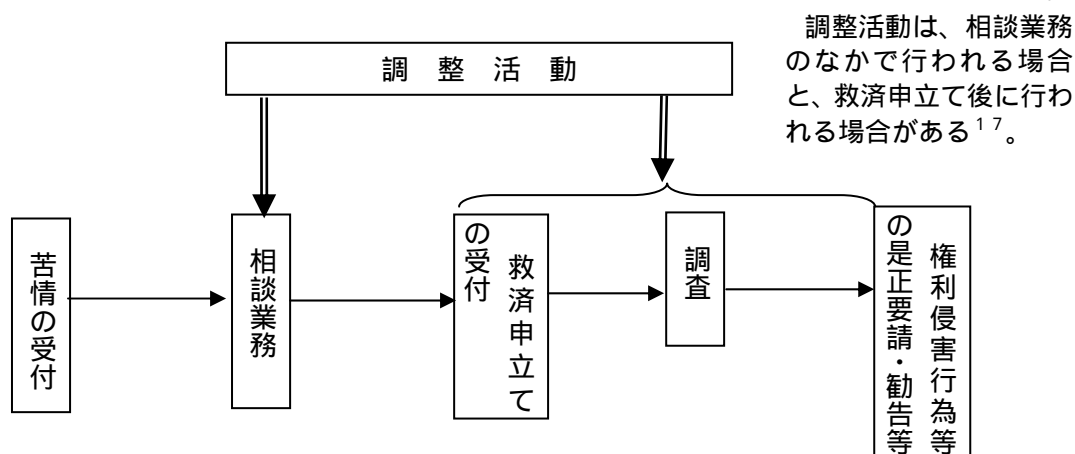 調整活動は、相談業務
のなかで行われる場合
と、救済申立て後に行わ
れる場合がある17。
調整活動
苦情の受付
相談業務
救済申立て
の受付
調査
権利侵害行為等
の是正要請・勧告等